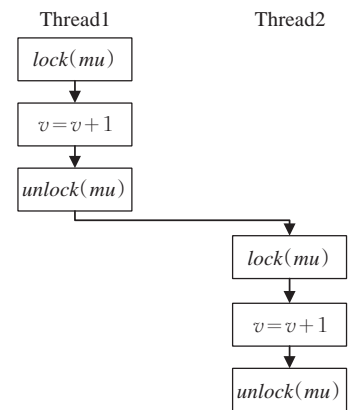 Thread1 Thread2
lock(mu)
v=v+1
unlock(mu)
lock(mu)
v=v+1
unlock(mu)